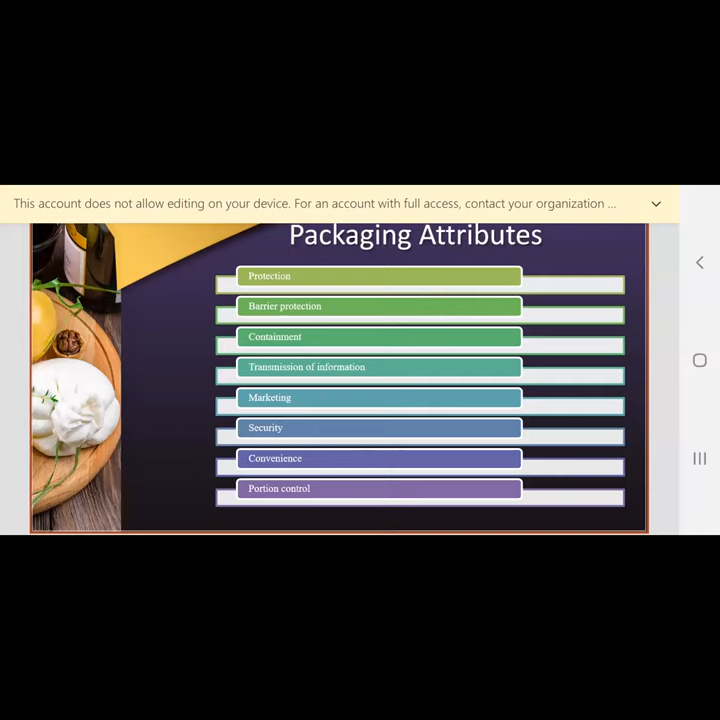 This account does not allow editing on your device. For an account with full access, contact your organization ...
Packaging Attributes
Protection
Barrier protection
Containment
Transmission of information
Marketing
Security
Convenience
Portion control